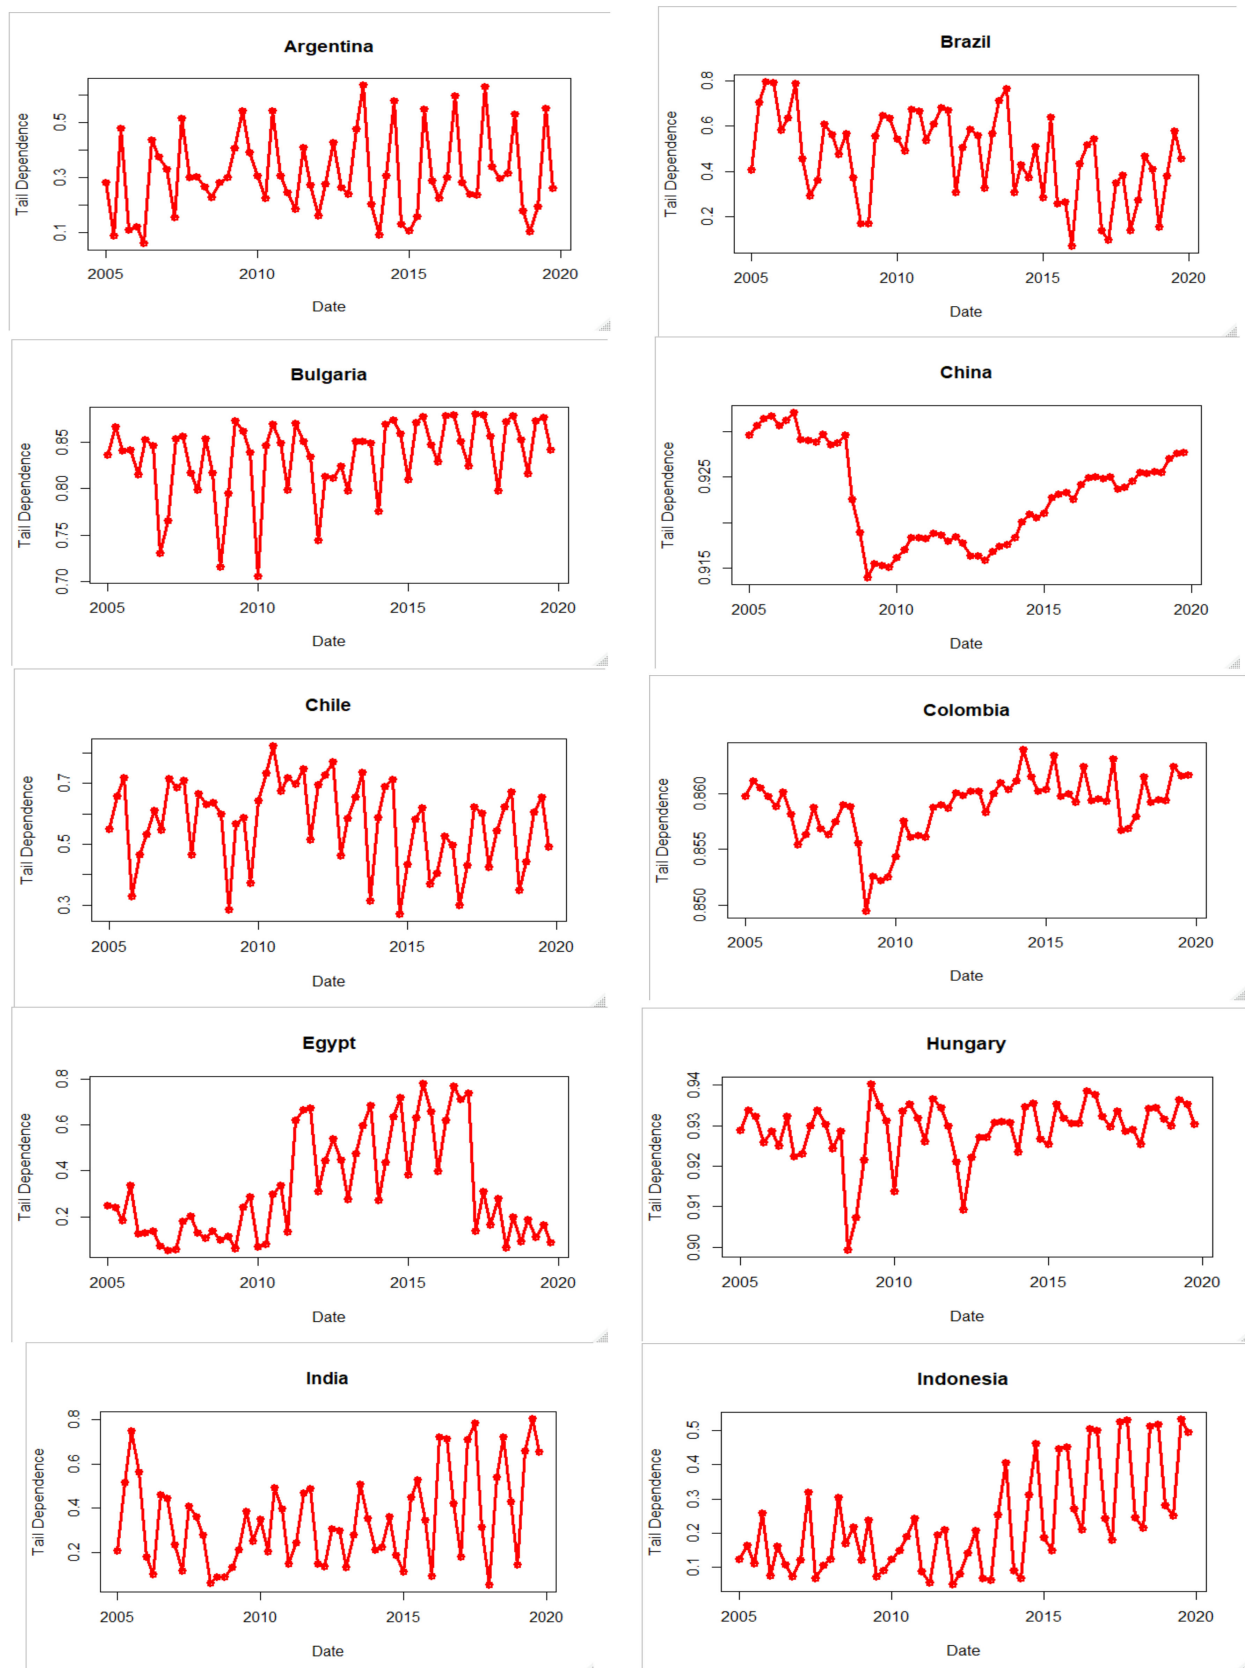 Argentina
Tail Dependence
0.5
0.3
0.1
2005 2010 2015 2020
Date
Brazil
Tail Dependence
0.8
0.6
0.4
0.2
2005 2010 2015 2020
Date
Bulgaria
Tail Dependence
0.85
0.80
0.75
0.70
2005 2010 2015 2020
Date
China
Tail Dependence
0.925
0.915
2005 2010 2015 2020
Date
Chile
Tail Dependence
0.7
0.5
0.3
2005 2010 2015 2020
Date
Colombia
Tail Dependence
0.860
0.855
0.850
2005 2010 2015 2020
Date
Egypt
Tail Dependence
0.8
0.6
0.4
0.2
2005 2010 2015 2020
Date
Hungary
Tail Dependence
0.94
0.93
0.92
0.91
0.90
2005 2010 2015 2020
Date
India
Tail Dependence
0.8
0.6
0.4
0.2
2005 2010 2015 2020
Date
Indonesia
Tail Dependence
0.5
0.4
0.3
0.2
0.1
2005 2010 2015 2020
Date